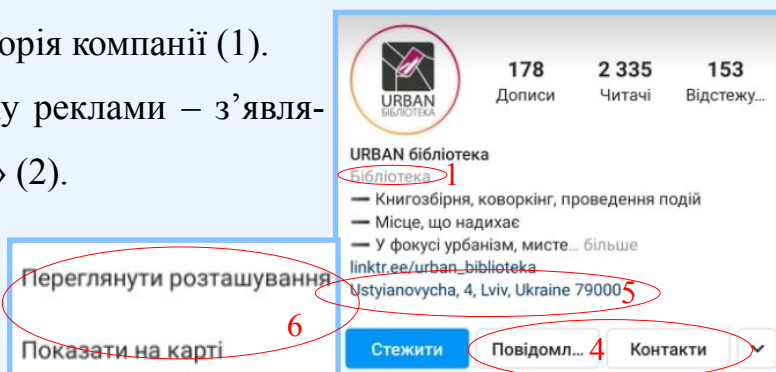 орія компанії (1).
у реклами – з’явля-
» (2).
URBAN
БІБЛІОТЕКА
178
2 335
153
Дописи
Читачі
Відстежу...
URBAN бібліотека
Бібліотека 1
— Книгозбірня, коворкінг, проведення подій
— Місце, що надихає
— У фокусі урбанізм, мисте... більше
linktr.ee/urban_biblioteka
Ustyianovycha, 4, Lviv, Ukraine 79000 5
Стежити
Повідомл... 4
Контакти
Переглянути розташування
6
Показати на карті